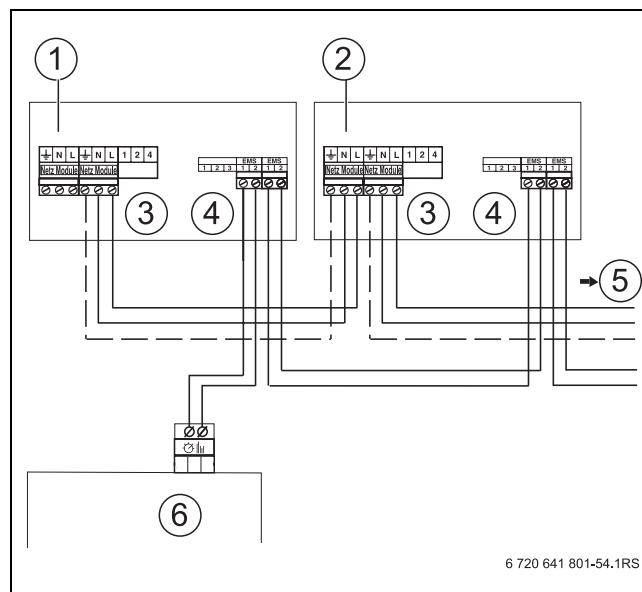 1 2
⏚ N L ⏚ N L 1 2 4
Netz Module Netz Module
EMS EMS
1 2 3 1 2 1 2
3 4
⏚ N L ⏚ N L 1 2 4
Netz Module Netz Module
EMS EMS
1 2 3 1 2 1 2
3 4
5
6
6 720 641 801-54.1RS